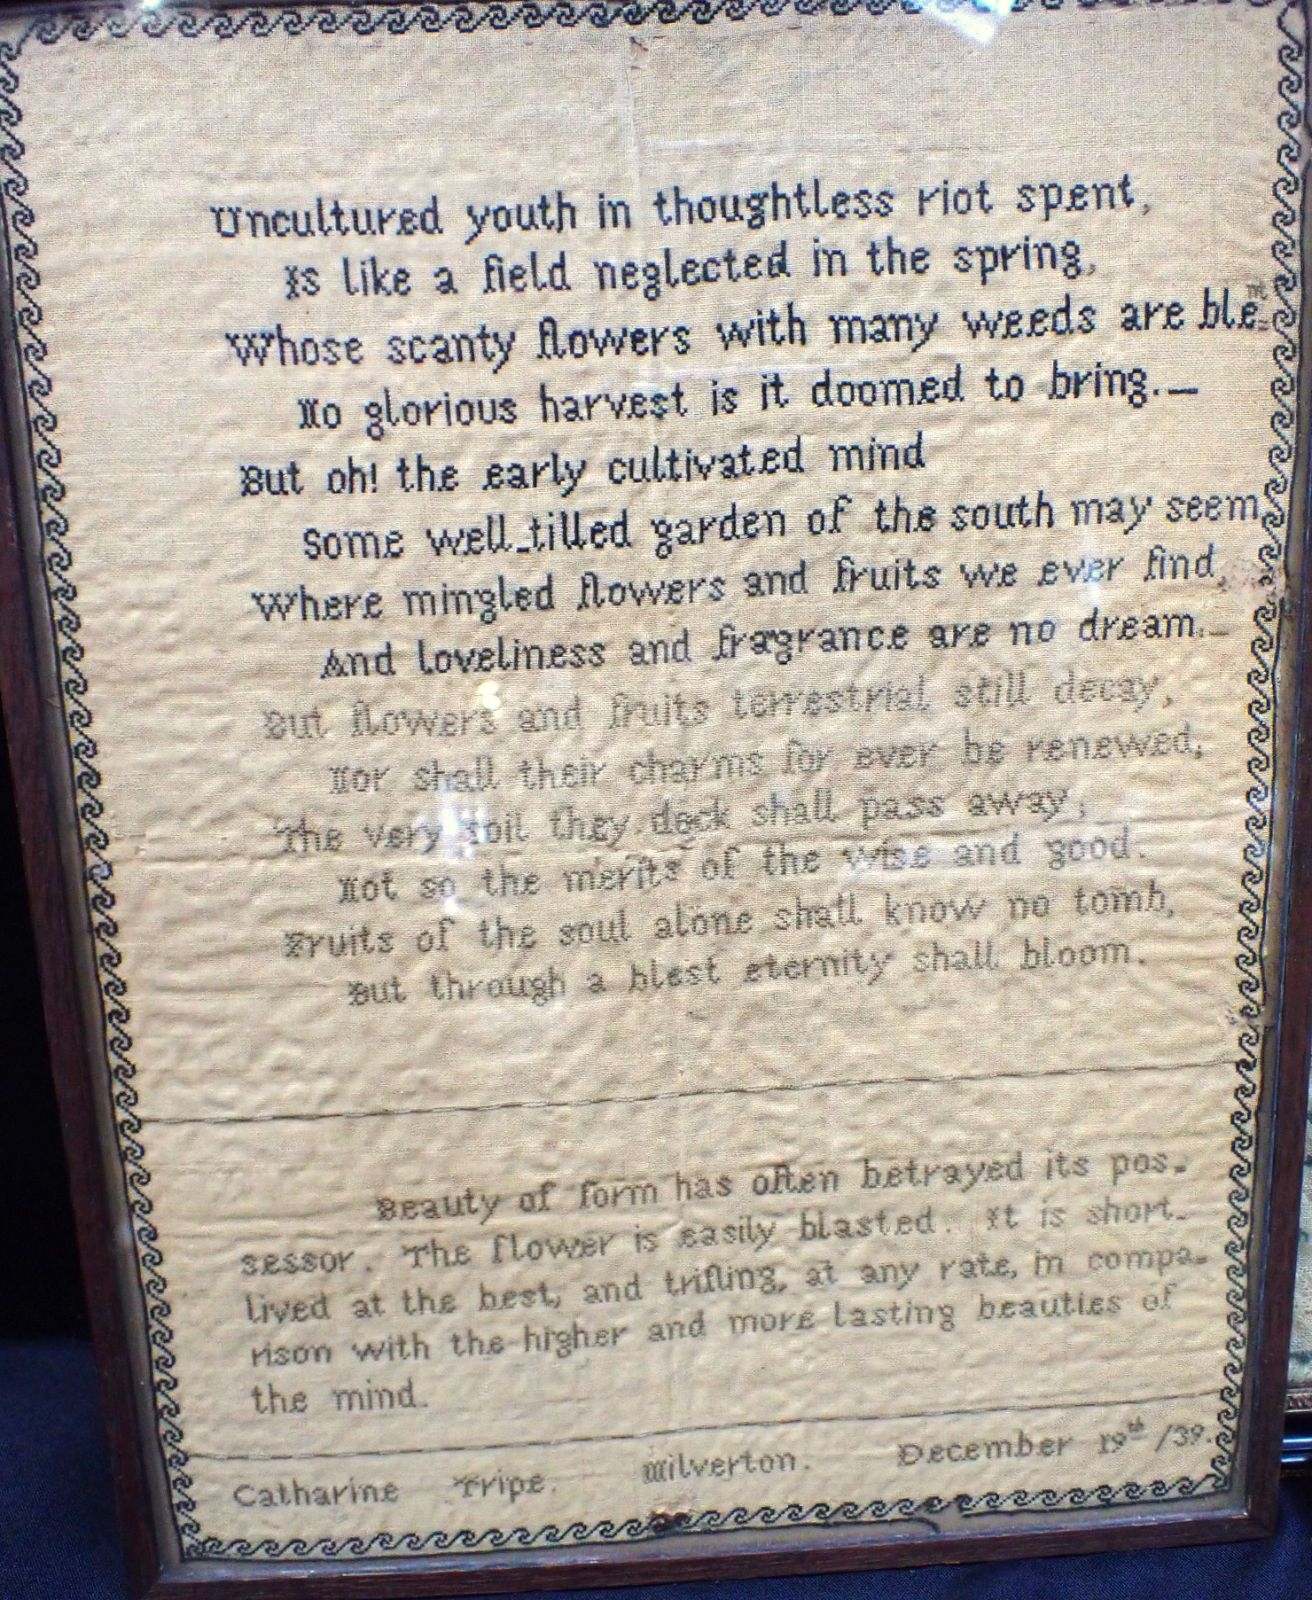 Uncultured youth in thoughtless riot spent,
Is like a field neglected in the spring,
Whose scanty flowers with many weeds are ble=nt
No glorious harvest is it doomed to bring._
But oh! the early cultivated mind
Some well_tilled garden of the south may seem
Where mingled flowers and fruits we ever find,
And loveliness and fragrance are no dream._
But flowers and fruits terrestrial still decay,
Nor shall their charms for ever be renewed,
The very soil they deck shall pass away,
Not so the merits of the wise and good.
Fruits of the soul alone shall know no tomb,
But through a blest eternity shall bloom.
Beauty of form has often betrayed its pos-
sessor. The flower is easily blasted. It is short-
lived at the best, and trifling, at any rate, in compa-
rison with the higher and more lasting beauties of
the mind.
Catharine Tripe. Milverton. December 19th /39.